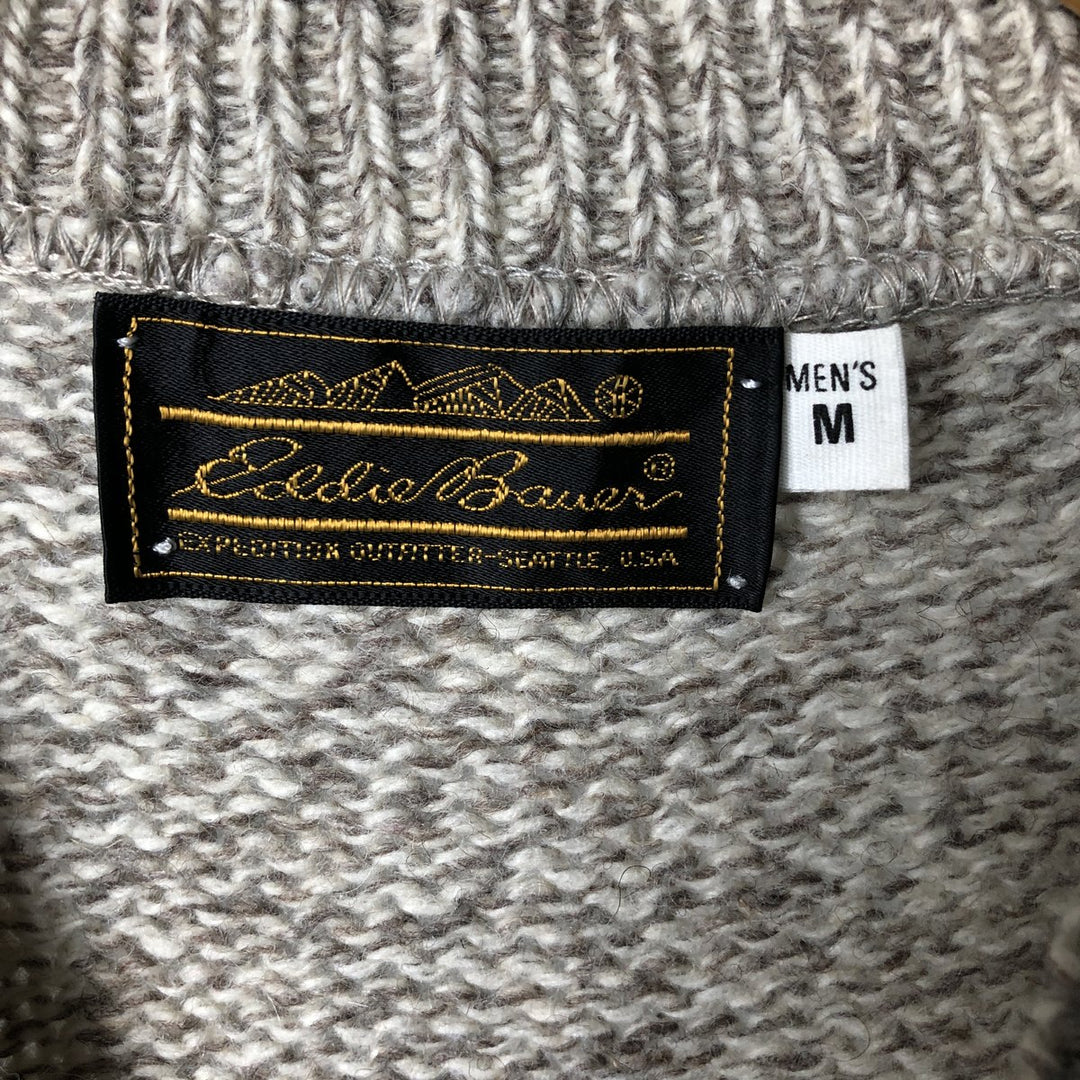 Eddie Bauer®
EXPEDITION OUTFITTER-SEATTLE, U.S.A
MEN'S
M